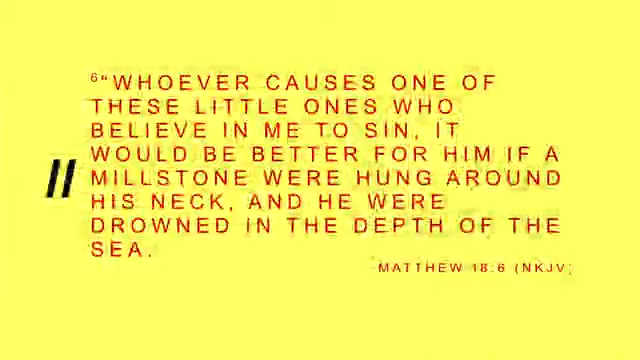 6“WHOEVER CAUSES ONE OF
THESE LITTLE ONES WHO
BELIEVE IN ME TO SIN, IT
WOULD BE BETTER FOR HIM IF A
MILLSTONE WERE HUNG AROUND
HIS NECK, AND HE WERE
DROWNED IN THE DEPTH OF THE
SEA.
MATTHEW 18:6 (NKJV)